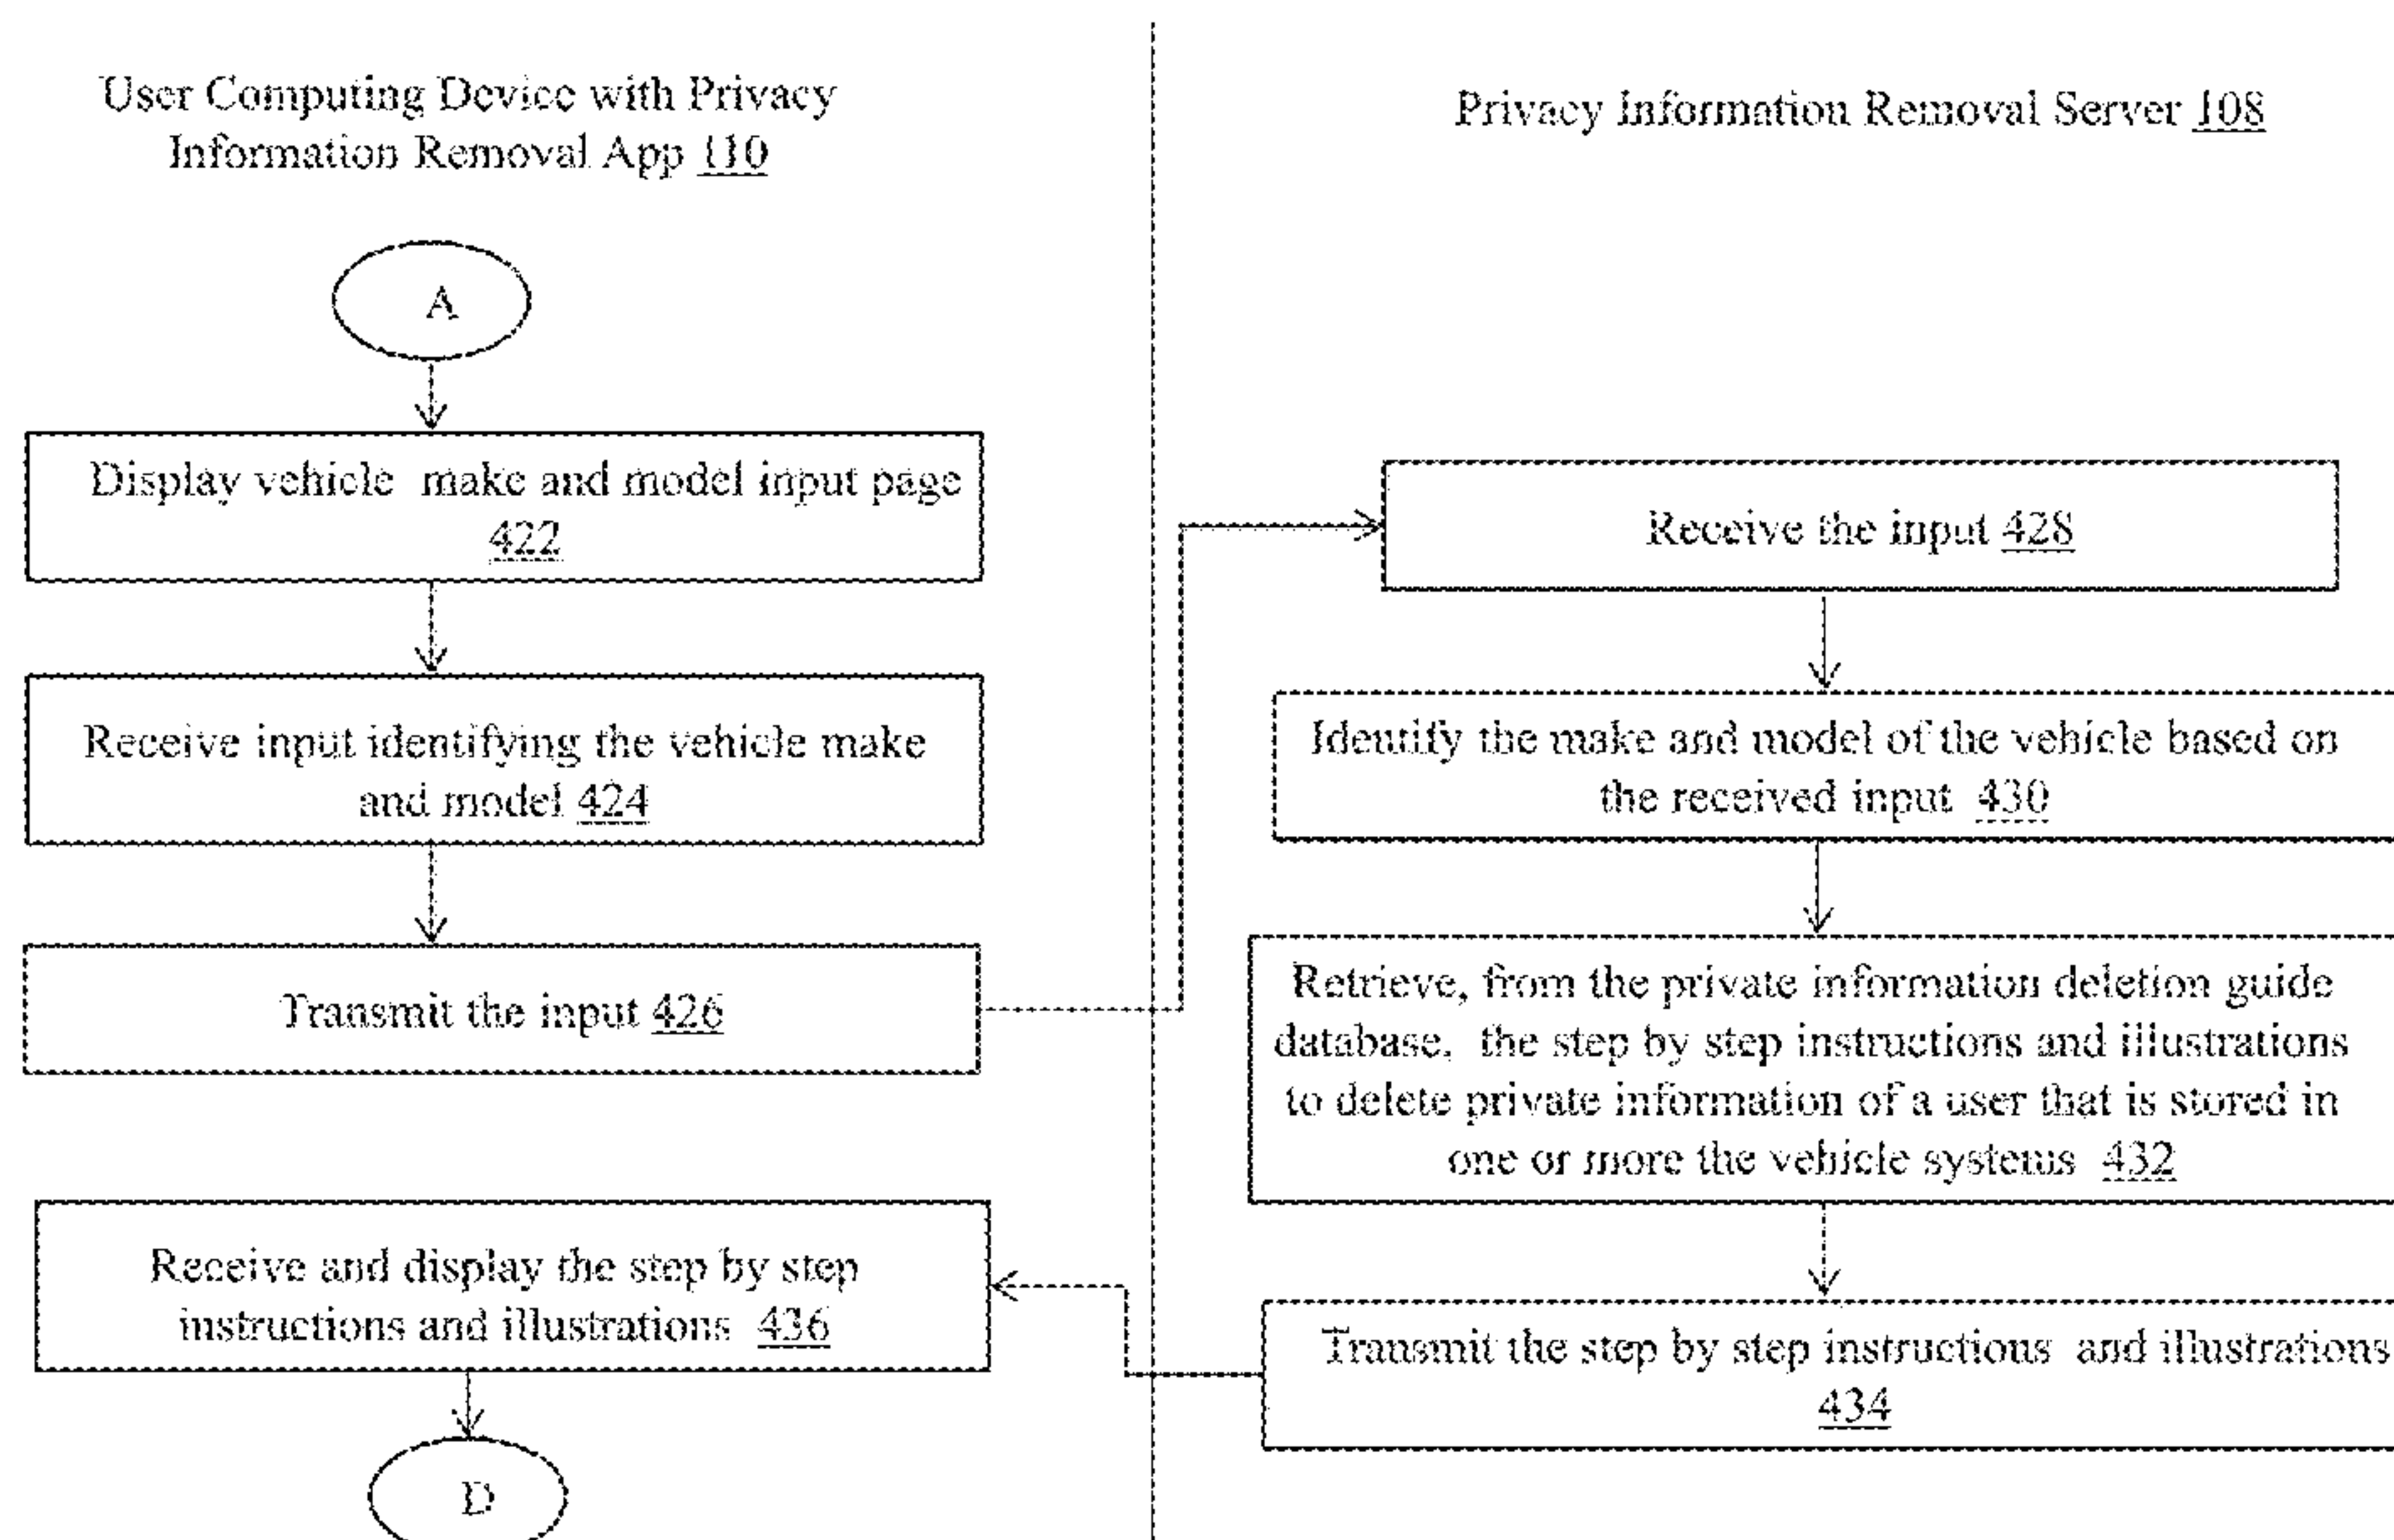 User Computing Device with Privacy
Information Removal App 110
A
Display vehicle make and model input page
422
Receive input identifying the vehicle make
and model 424
Transmit the input 426
Receive and display the step by step
instructions and illustrations 436
D
Privacy Information Removal Server 108
Receive the input 428
Identify the make and model of the vehicle based on
the received input 430
Retrieve, from the private information deletion guide
database, the step by step instructions and illustrations
to delete private information of a user that is stored in
one or more the vehicle systems 432
Transmit the step by step instructions and illustrations
434